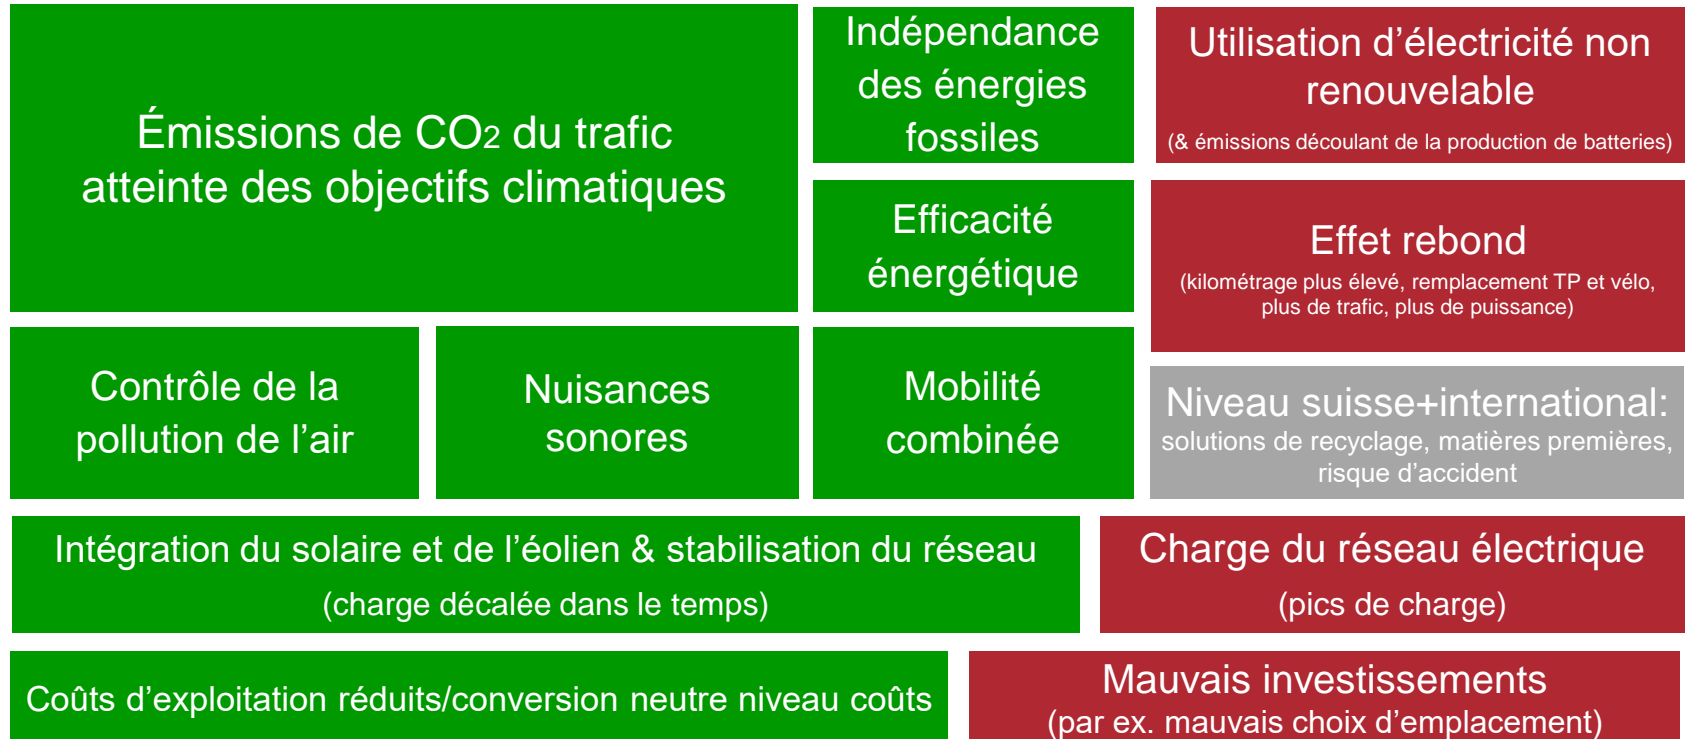 Émissions de CO2 du trafic
atteinte des objectifs climatiques
Indépendance
des énergies
fossiles
Utilisation d’électricité non
renouvelable
(& émissions découlant de la production de batteries)
Efficacité
énergétique
Effet rebond
(kilométrage plus élevé, remplacement TP et vélo,
plus de trafic, plus de puissance)
Contrôle de la
pollution de l’air
Nuisances
sonores
Mobilité
combinée
Niveau suisse+international:
solutions de recyclage, matières premières,
risque d’accident
Intégration du solaire et de l’éolien & stabilisation du réseau
(charge décalée dans le temps)
Charge du réseau électrique
(pics de charge)
Coûts d’exploitation réduits/conversion neutre niveau coûts
Mauvais investissements
(par ex. mauvais choix d’emplacement)